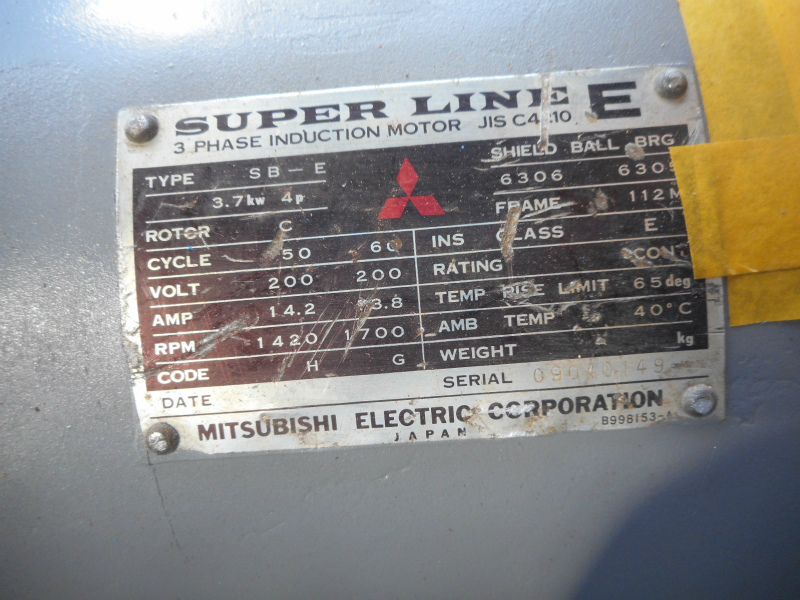 SUPER LINE E
3 PHASE INDUCTION MOTOR JIS C4210
TYPE SB-E
3.7kw 4p
SHIELD BALL BRG
6306 6305
FRAME 112M
ROTOR C
CYCLE 50 60
VOLT 200 200
AMP 14.2 13.8
RPM 1420 1700
CODE H G
INS CLASS E
RATING CONT
TEMP RISE LIMIT 65deg
AMB TEMP 40°C
WEIGHT kg
DATE
SERIAL
MITSUBISHI ELECTRIC CORPORATION
JAPAN